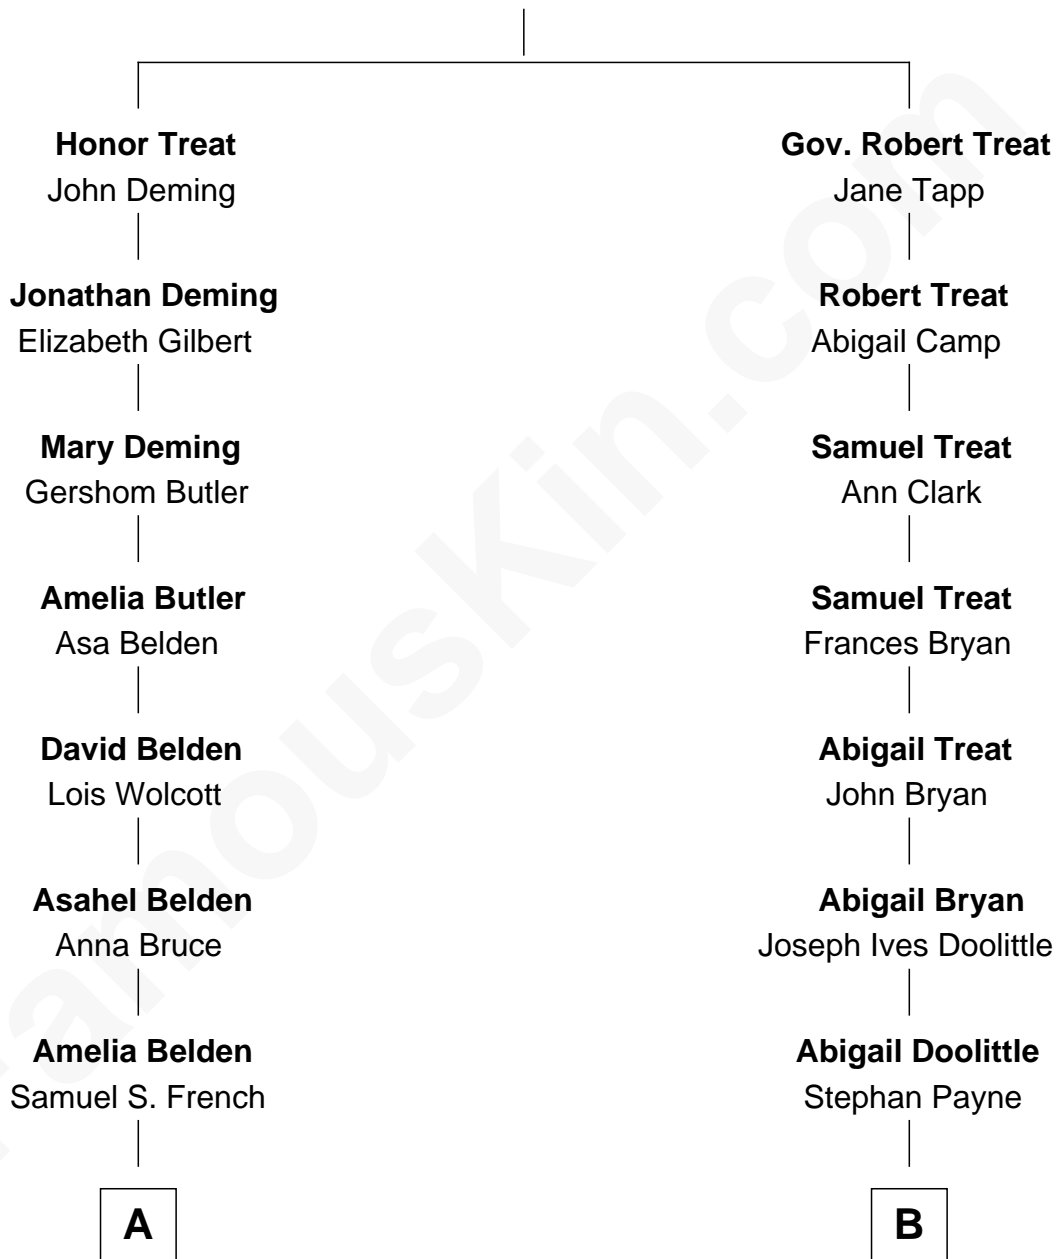 Honor Treat
John Deming
Gov. Robert Treat
Jane Tapp
Jonathan Deming
Elizabeth Gilbert
Robert Treat
Abigail Camp
Mary Deming
Gershom Butler
Samuel Treat
Ann Clark
Amelia Butler
Asa Belden
Samuel Treat
Frances Bryan
David Belden
Lois Wolcott
Abigail Treat
John Bryan
Asahel Belden
Anna Bruce
Abigail Bryan
Joseph Ives Doolittle
Amelia Belden
Samuel S. French
Abigail Doolittle
Stephan Payne
A
B
FamousKin.com